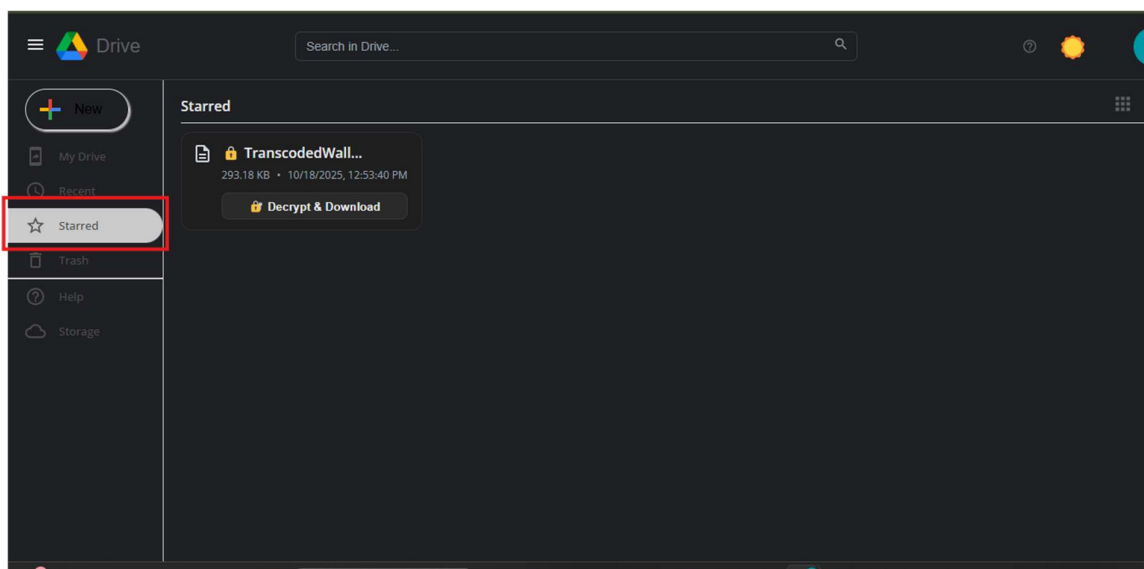 Drive
Search in Drive...
New
Starred
My Drive
TranscodedWall...
293.18 KB • 10/18/2025, 12:53:40 PM
Decrypt & Download
Recent
Starred
Trash
Help
Storage